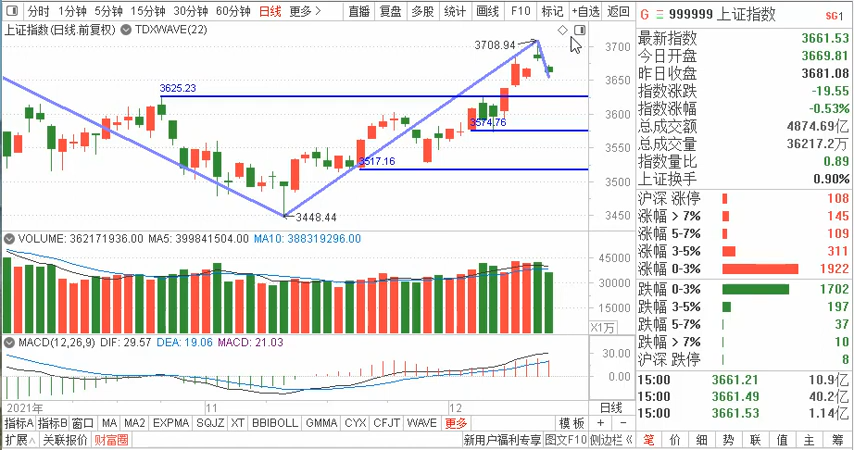 分时 1分钟 5分钟 15分钟 30分钟 60分钟 日线 更多 直播 复盘 多股 统计 画线 F10 标记 +自选 返回
G 999999 上证指数 SG1
上证指数(日线.前复权) TDXWAVE(22)
3708.94
3700
3650
3625.23
3600
3574.76
3550
3517.16
3500
3450
3448.44
VOLUME: 362171936.00 MA5: 399841504.00 MA10: 388319296.00
45000
30000
15000
X1万
MACD(12,26,9) DIF: 29.57 DEA: 19.06 MACD: 21.03
30.00
0.00
2021年 11 12 日线
指标A 指标B 窗口 MA MA2 EXPMA SQJZ XT BBIBOLL GMMA CYX CFJT WAVE 更多 模板 + -
扩展∧ 关联报价 财富圈 新用户福利专享 图文F10 侧边栏《
最新指数 3661.53
今日开盘 3669.81
昨日收盘 3681.08
指数涨跌 -19.55
指数涨幅 -0.53%
总成交额 4874.69亿
总成交量 36217.2万
指数量比 0.89
上证换手 0.90%
沪深 涨停 108
涨幅 > 7% 145
涨幅 5-7% 109
涨幅 3-5% 311
涨幅 0-3% 1922
跌幅 0-3% 1702
跌幅 3-5% 197
跌幅 5-7% 37
跌幅 > 7% 10
沪深 跌停 8
15:00 3661.21 10.9亿
15:00 3661.49 40.2亿
15:00 3661.53 1.14亿
笔 价 细 势 联 值 主 筹